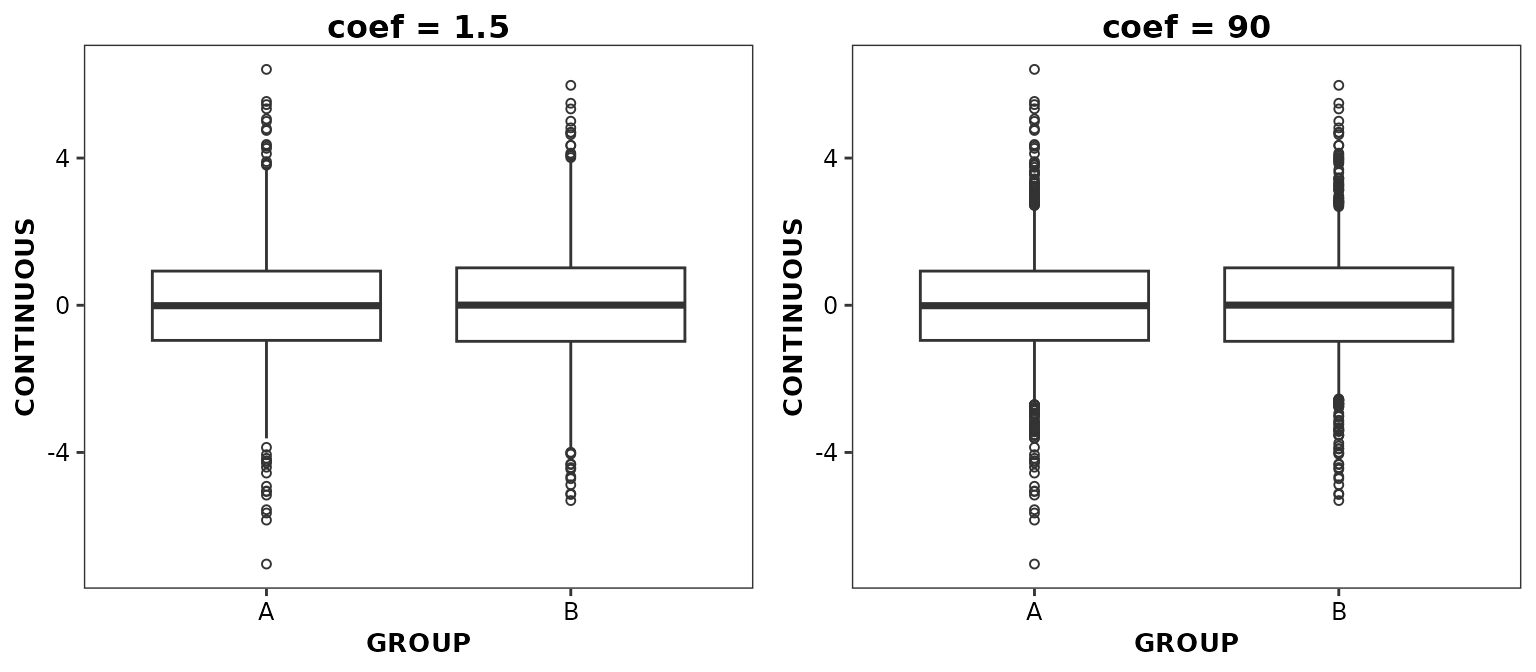 coef = 1.5
CONTINUOUS
4
0
-4
A
B
GROUP
coef = 90
CONTINUOUS
4
0
-4
A
B
GROUP